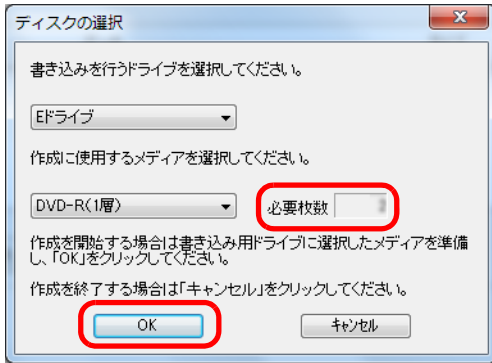 ディスクの選択
書き込みを行うドライブを選択してください。
Eドライブ
作成に使用するメディアを選択してください。
DVD-R(1層) 必要枚数
作成を開始する場合は書き込み用ドライブに選択したメディアを準備
し、「OK」をクリックしてください。
作成を終了する場合は「キャンセル」をクリックしてください。
OK キャンセル